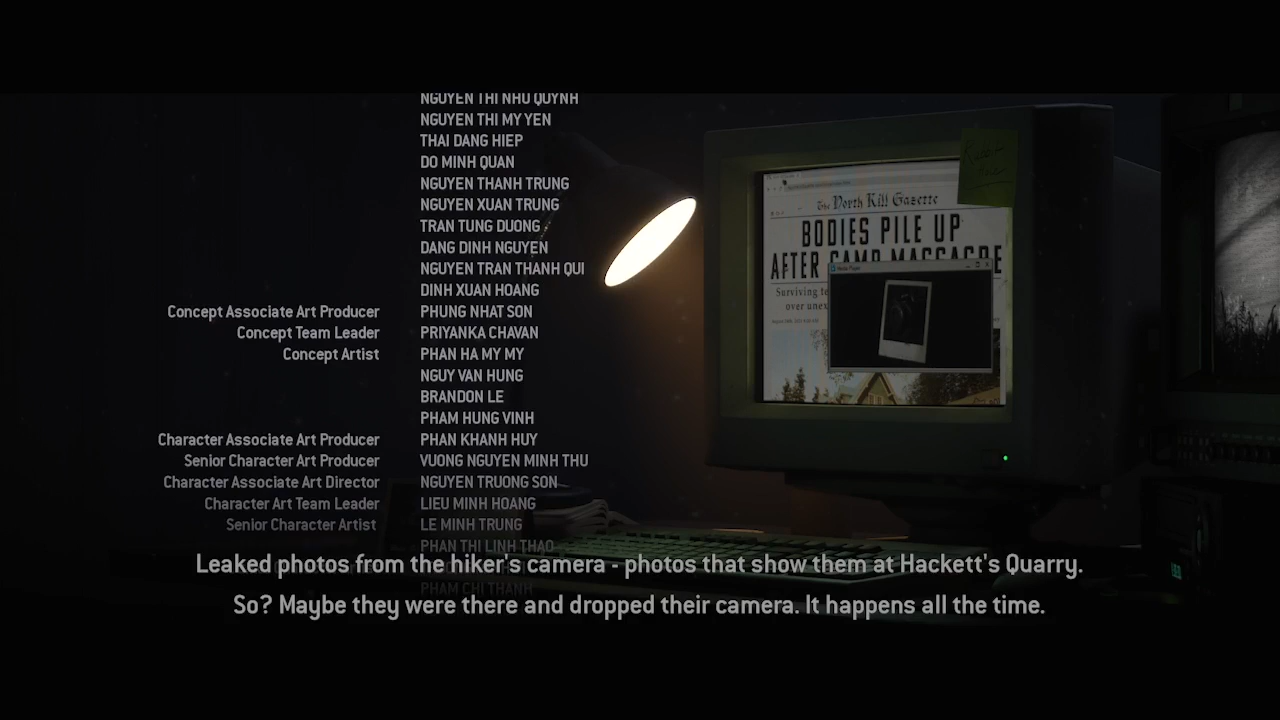 NGUYEN THI NHU QUYNH
NGUYEN THI MY YEN
THAI DANG HIEP
DO MINH QUAN
NGUYEN THANH TRUNG
NGUYEN XUAN TRUNG
TRAN TUNG DUONG
DANG DINH NGUYEN
NGUYEN TRAN THANH QUI
DINH XUAN HOANG
Concept Associate Art Producer PHUNG NHAT SON
Concept Team Leader PRIYANKA CHAVAN
Concept Artist PHAN HA MY MY
NGUY VAN HUNG
BRANDON LE
PHAM HUNG VINH
Character Associate Art Producer PHAN KHANH HUY
Senior Character Art Producer VUONG NGUYEN MINH THU
Character Associate Art Director NGUYEN TRUONG SON
Character Art Team Leader LIEU MINH HOANG
Senior Character Artist LE MINH TRUNG
PHAN THI LINH THAO
PHAM CHI THANH
The North Kill Gazette
BODIES PILE UP
AFTER CAMP MASSACRE
Surviving
over
Media Player
Leaked photos from the hiker's camera - photos that show them at Hackett's Quarry.
So? Maybe they were there and dropped their camera. It happens all the time.